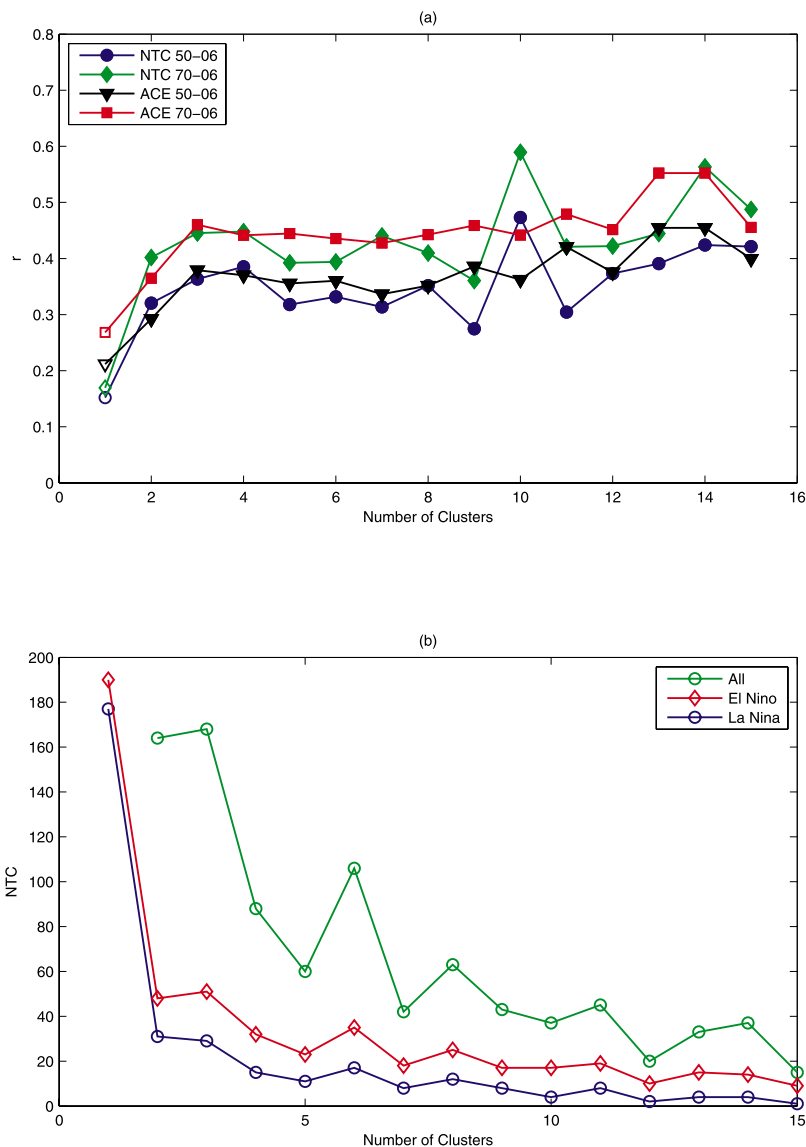 (a)
0.8
0.7
0.6
0.5
0.4
0.3
0.2
0.1
0
r
NTC 50−06
NTC 70−06
ACE 50−06
ACE 70−06
0 2 4 6 8 10 12 14 16
Number of Clusters
(b)
200
180
160
140
120
100
80
60
40
20
0
NTC
All
El Nino
La Nina
0 5 10 15
Number of Clusters